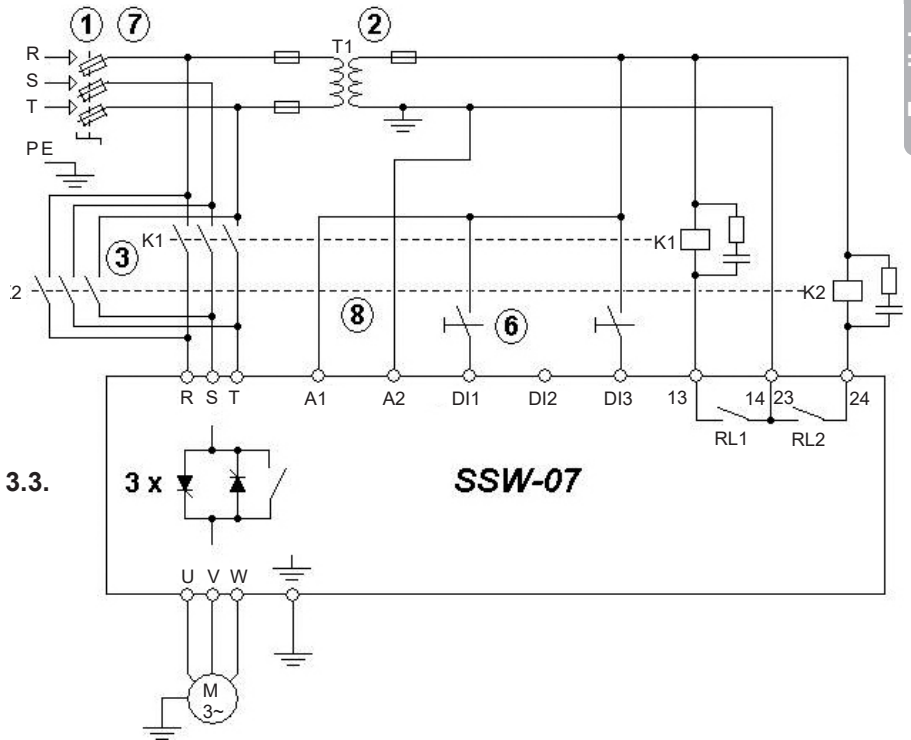 1 7 2
R T1
S
T
PE
K1 K1
3
.2 K2
8 6
R S T A1 A2 DI1 DI2 DI3 13 14 23 24
RL1 RL2
3.3. 3 x SSW-07
U V W
M
3~